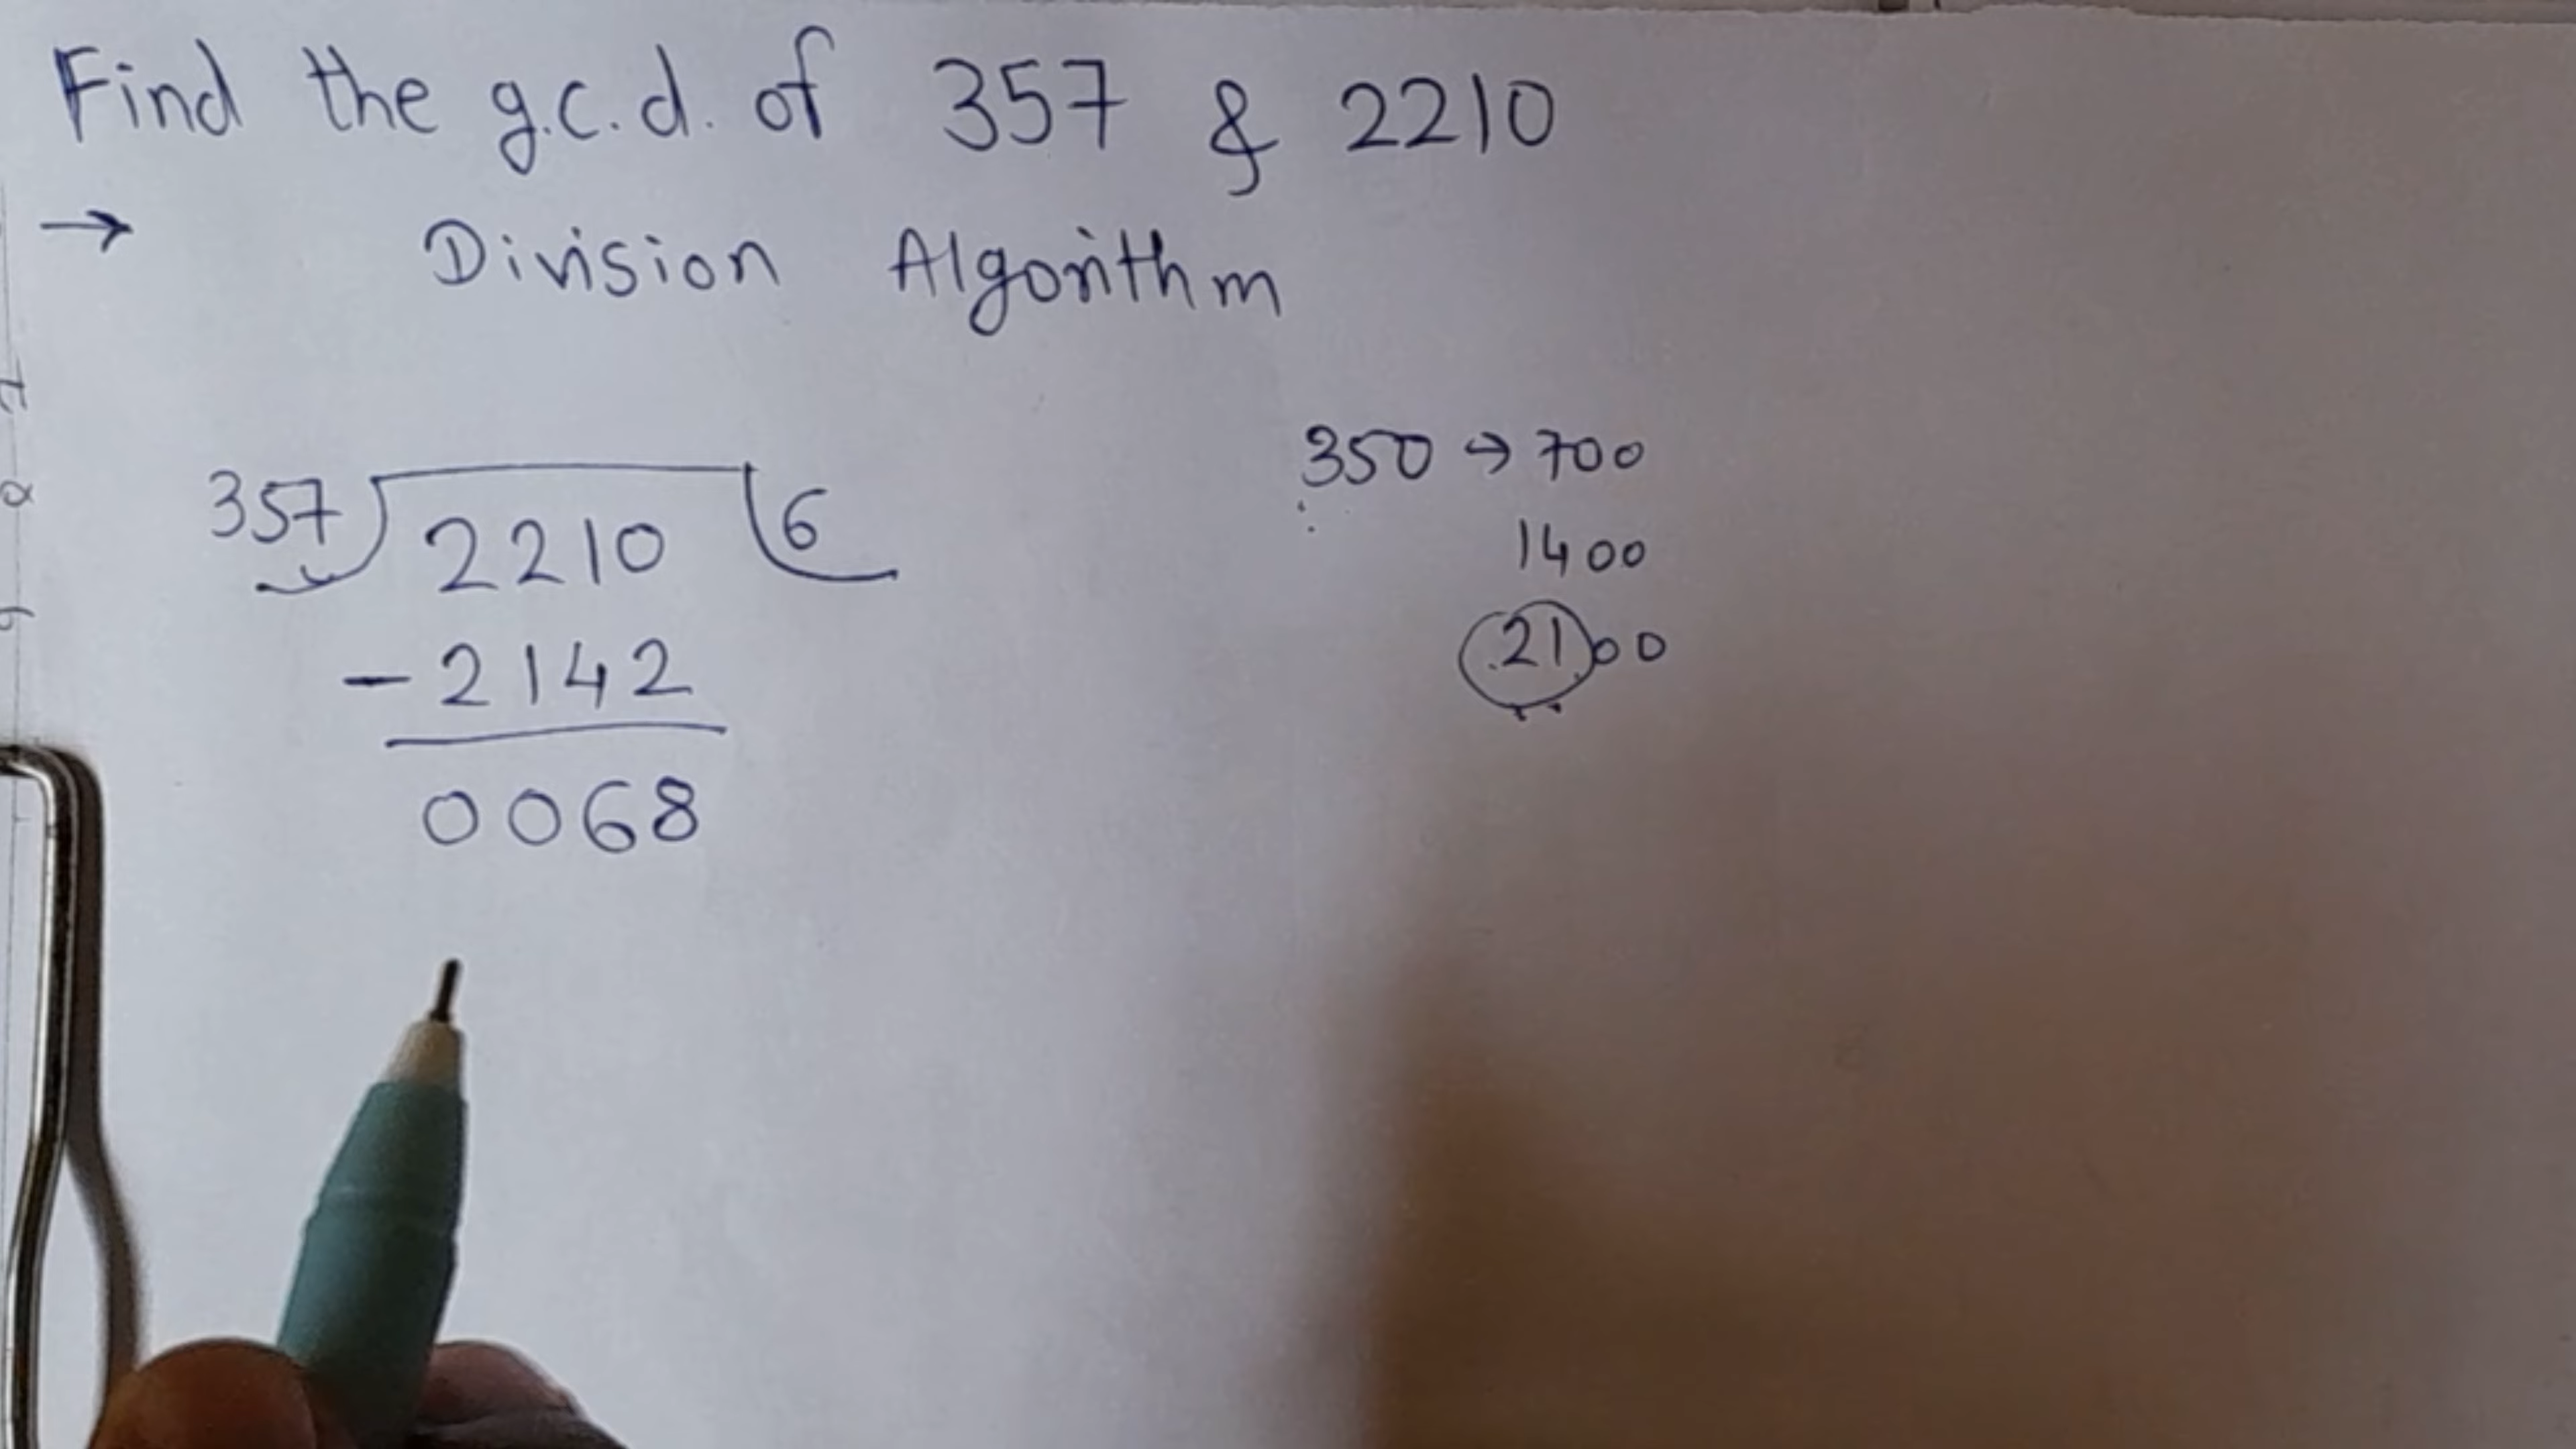 Find the g.c.d. of 357 & 2210
→ Division Algorithm
357 2210 6
- 2142
0068
350 → 700
1400
2100